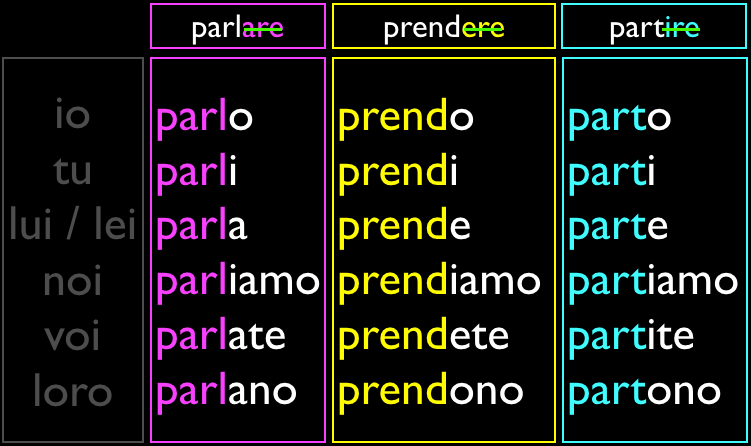 parlare prendere partire
io parlo prendo parto
tu parli prendi parti
lui / lei parla prende parte
noi parliamo prendiamo partiamo
voi parlate prendete partite
loro parlano prendono partono